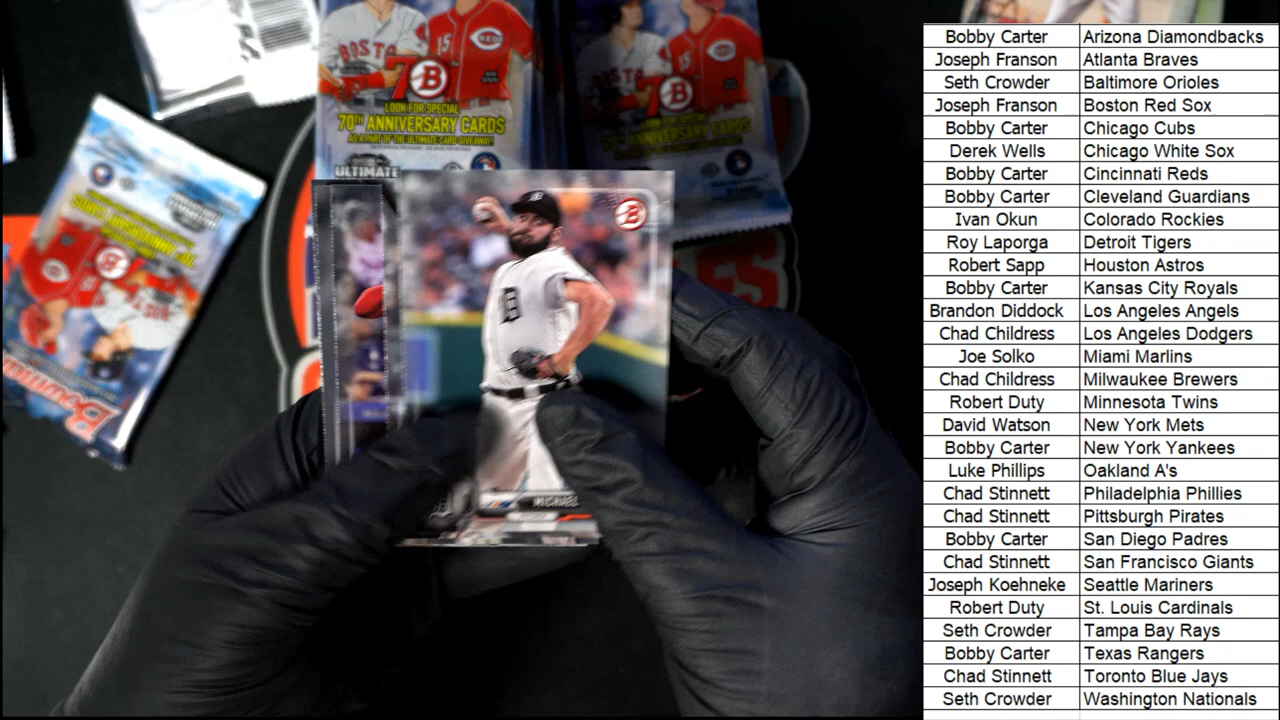 BOSTON
15
REDS
B
LOOK FOR SPECIAL
70TH ANNIVERSARY CARDS
AS A PART OF THE ULTIMATE CARD GIVEAWAY!
ULTIMATE
REDS
B
B
D
MICHAEL
Bowman
Bobby Carter Arizona Diamondbacks
Joseph Franson Atlanta Braves
Seth Crowder Baltimore Orioles
Joseph Franson Boston Red Sox
Bobby Carter Chicago Cubs
Derek Wells Chicago White Sox
Bobby Carter Cincinnati Reds
Bobby Carter Cleveland Guardians
Ivan Okun Colorado Rockies
Roy Laporga Detroit Tigers
Robert Sapp Houston Astros
Bobby Carter Kansas City Royals
Brandon Diddock Los Angeles Angels
Chad Childress Los Angeles Dodgers
Joe Solko Miami Marlins
Chad Childress Milwaukee Brewers
Robert Duty Minnesota Twins
David Watson New York Mets
Bobby Carter New York Yankees
Luke Phillips Oakland A's
Chad Stinnett Philadelphia Phillies
Chad Stinnett Pittsburgh Pirates
Bobby Carter San Diego Padres
Chad Stinnett San Francisco Giants
Joseph Koehneke Seattle Mariners
Robert Duty St. Louis Cardinals
Seth Crowder Tampa Bay Rays
Bobby Carter Texas Rangers
Chad Stinnett Toronto Blue Jays
Seth Crowder Washington Nationals